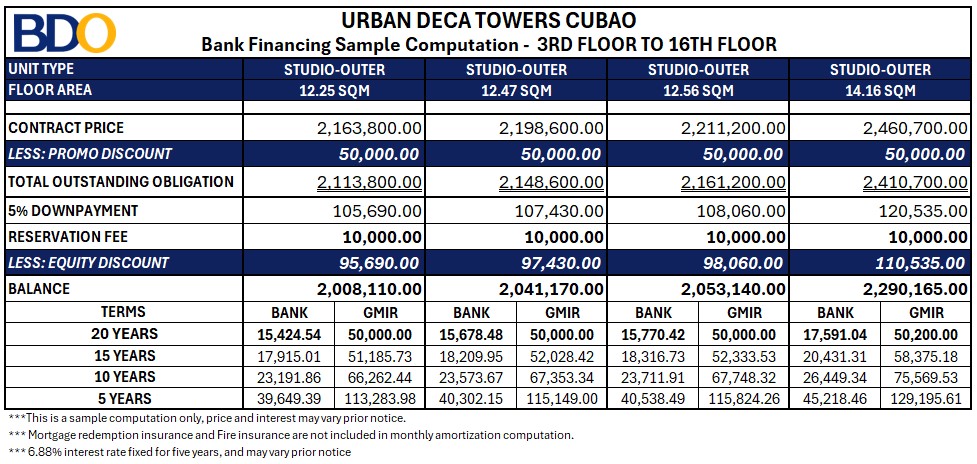 BDO
URBAN DECA TOWERS CUBAO
Bank Financing Sample Computation - 3RD FLOOR TO 16TH FLOOR
UNIT TYPE STUDIO-OUTER STUDIO-OUTER STUDIO-OUTER STUDIO-OUTER
FLOOR AREA 12.25 SQM 12.47 SQM 12.56 SQM 14.16 SQM
CONTRACT PRICE 2,163,800.00 2,198,600.00 2,211,200.00 2,460,700.00
LESS: PROMO DISCOUNT 50,000.00 50,000.00 50,000.00 50,000.00
TOTAL OUTSTANDING OBLIGATION 2,113,800.00 2,148,600.00 2,161,200.00 2,410,700.00
5% DOWNPAYMENT 105,690.00 107,430.00 108,060.00 120,535.00
RESERVATION FEE 10,000.00 10,000.00 10,000.00 10,000.00
LESS: EQUITY DISCOUNT 95,690.00 97,430.00 98,060.00 110,535.00
BALANCE 2,008,110.00 2,041,170.00 2,053,140.00 2,290,165.00
TERMS BANK GMIR BANK GMIR BANK GMIR BANK GMIR
20 YEARS 15,424.54 50,000.00 15,678.48 50,000.00 15,770.42 50,000.00 17,591.04 50,200.00
15 YEARS 17,915.01 51,185.73 18,209.95 52,028.42 18,316.73 52,333.53 20,431.31 58,375.18
10 YEARS 23,191.86 66,262.44 23,573.67 67,353.34 23,711.91 67,748.32 26,449.34 75,569.53
5 YEARS 39,649.39 113,283.98 40,302.15 115,149.00 40,538.49 115,824.26 45,218.46 129,195.61
***This is a sample computation only, price and interest may vary prior notice.
*** Mortgage redemption insurance and Fire insurance are not included in monthly amortization computation.
*** 6.88% interest rate fixed for five years, and may vary prior notice